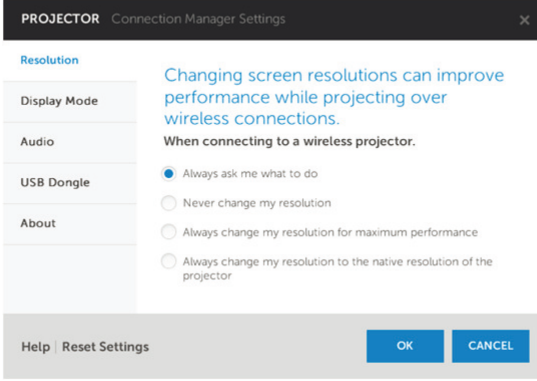 PROJECTOR Connection Manager Settings
Resolution
Display Mode
Audio
USB Dongle
About
Changing screen resolutions can improve
performance while projecting over
wireless connections.
When connecting to a wireless projector.
Always ask me what to do
Never change my resolution
Always change my resolution for maximum performance
Always change my resolution to the native resolution of the
projector
Help | Reset Settings
OK
CANCEL